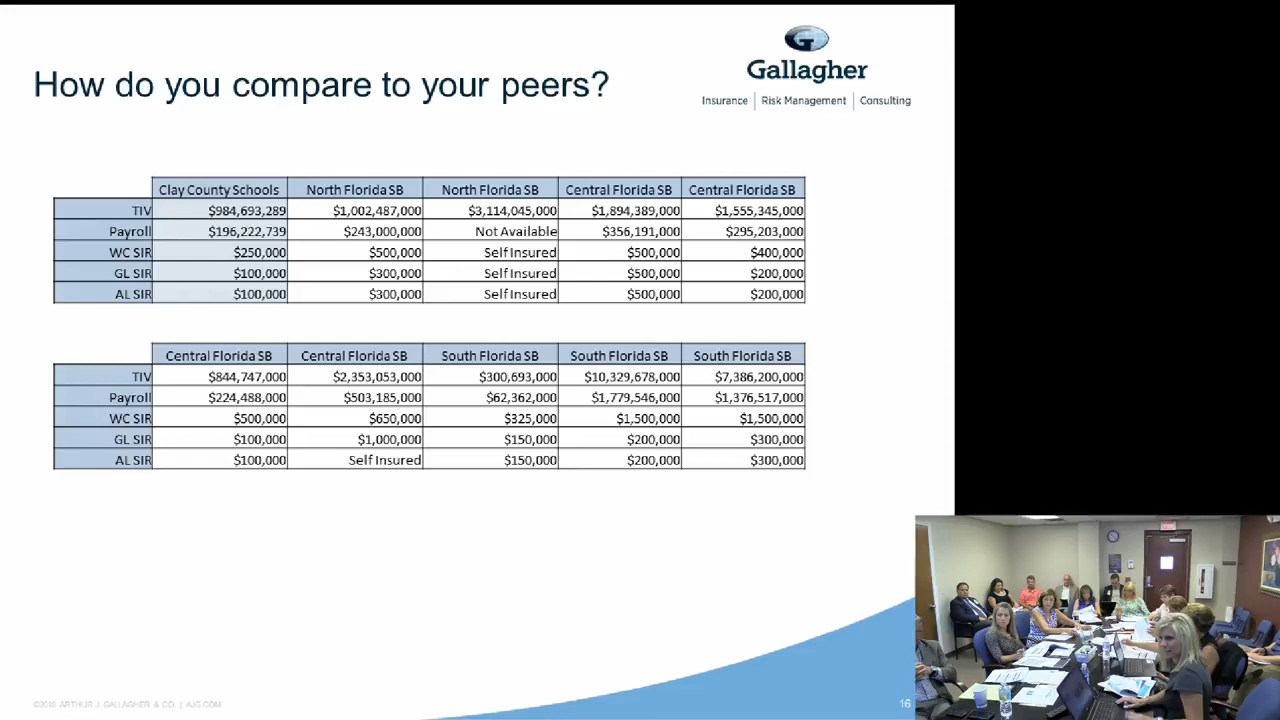 How do you compare to your peers?
Gallagher
Insurance | Risk Management | Consulting
Clay County Schools North Florida SB North Florida SB Central Florida SB Central Florida SB
TIV $984,693,289 $1,002,487,000 $3,114,045,000 $1,894,389,000 $1,555,345,000
Payroll $196,222,739 $243,000,000 Not Available $356,191,000 $295,203,000
WC SIR $250,000 $500,000 Self Insured $500,000 $400,000
GL SIR $100,000 $300,000 Self Insured $500,000 $200,000
AL SIR $100,000 $300,000 Self Insured $500,000 $200,000
Central Florida SB Central Florida SB South Florida SB South Florida SB South Florida SB
TIV $844,747,000 $2,353,053,000 $300,693,000 $10,329,678,000 $7,386,200,000
Payroll $224,488,000 $503,185,000 $62,362,000 $1,779,546,000 $1,376,517,000
WC SIR $500,000 $650,000 $325,000 $1,500,000 $1,500,000
GL SIR $100,000 $1,000,000 $150,000 $200,000 $300,000
AL SIR $100,000 Self Insured $150,000 $200,000 $300,000
ARTHUR J. GALLAGHER & CO. | AJG.COM
16